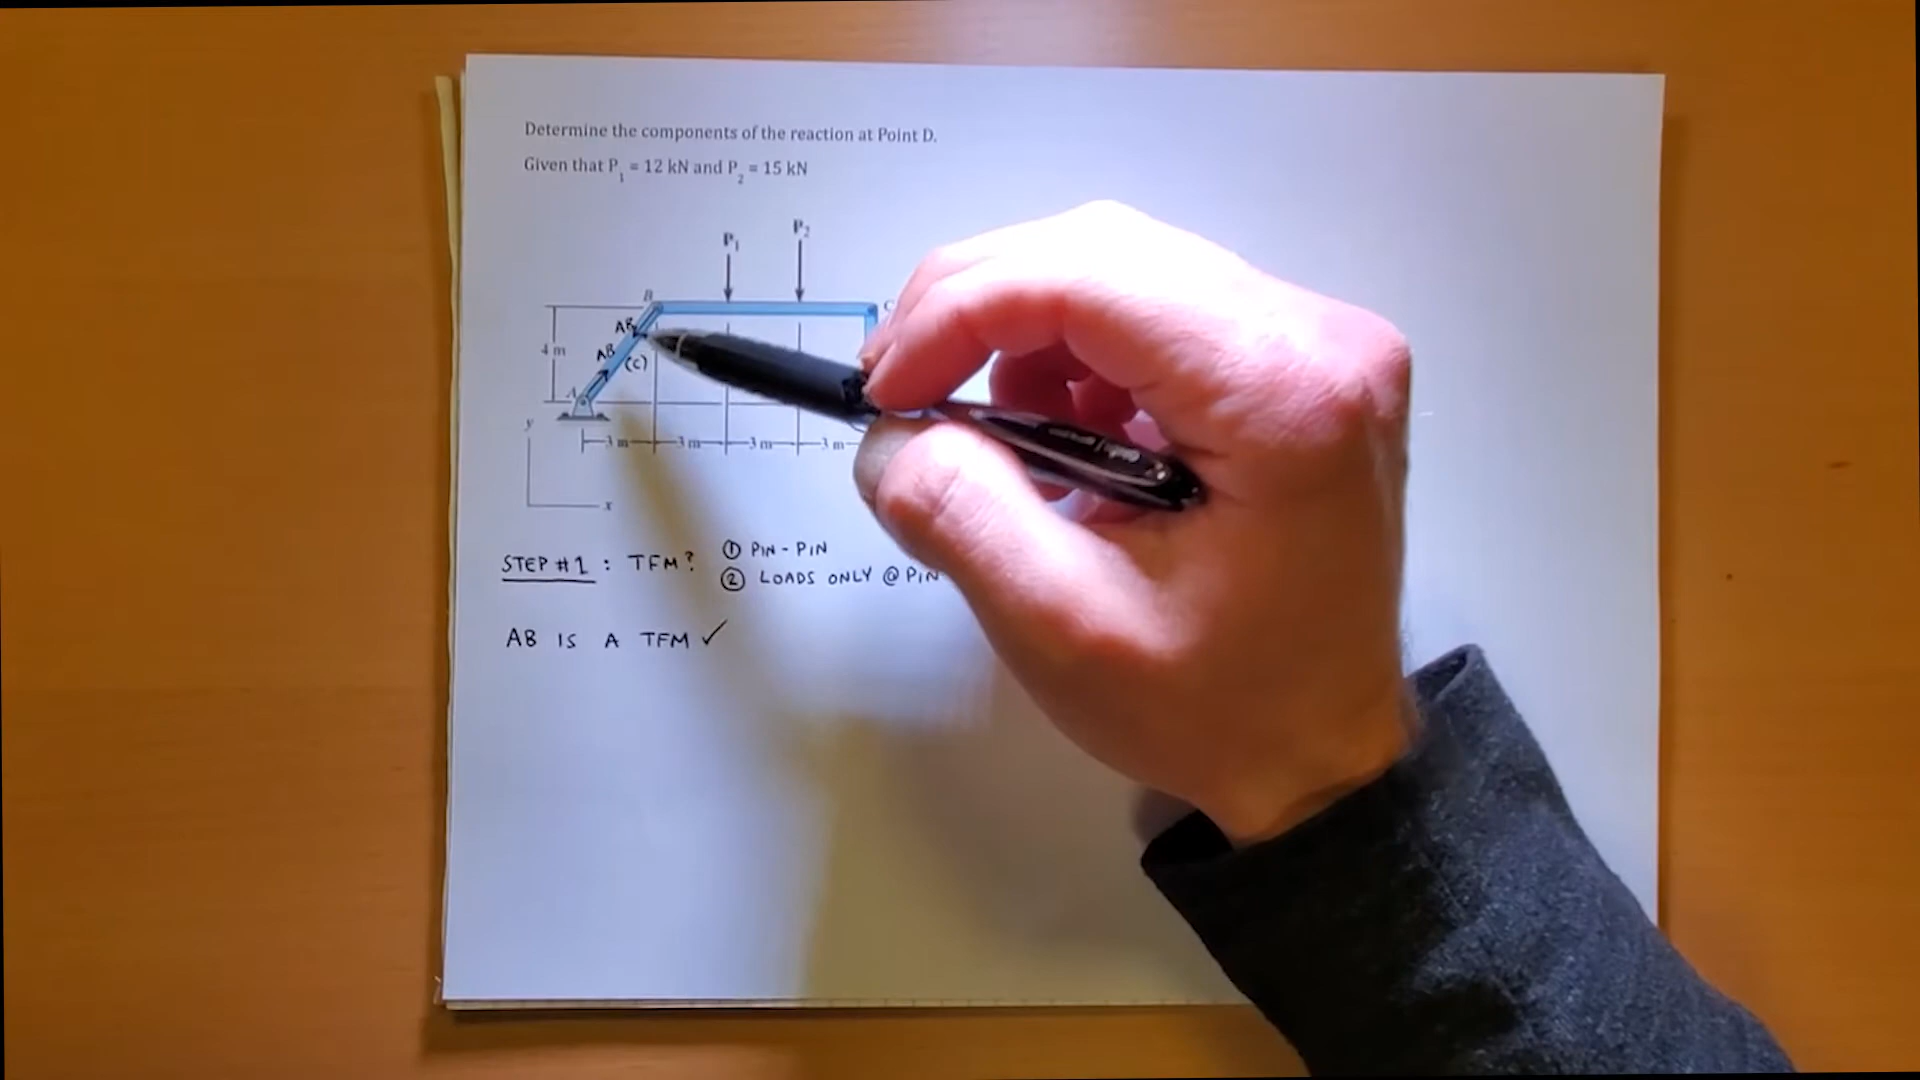 Determine the components of the reaction at Point D.
Given that P₁ = 12 kN and P₂ = 15 kN
P₁
P₂
B
C
AB
4 m
AB
(C)
A
y
3 m
3 m
3 m
3 m
x
STEP #1 : TFM? ① PIN - PIN
② LOADS ONLY @ PIN
AB IS A TFM ✓